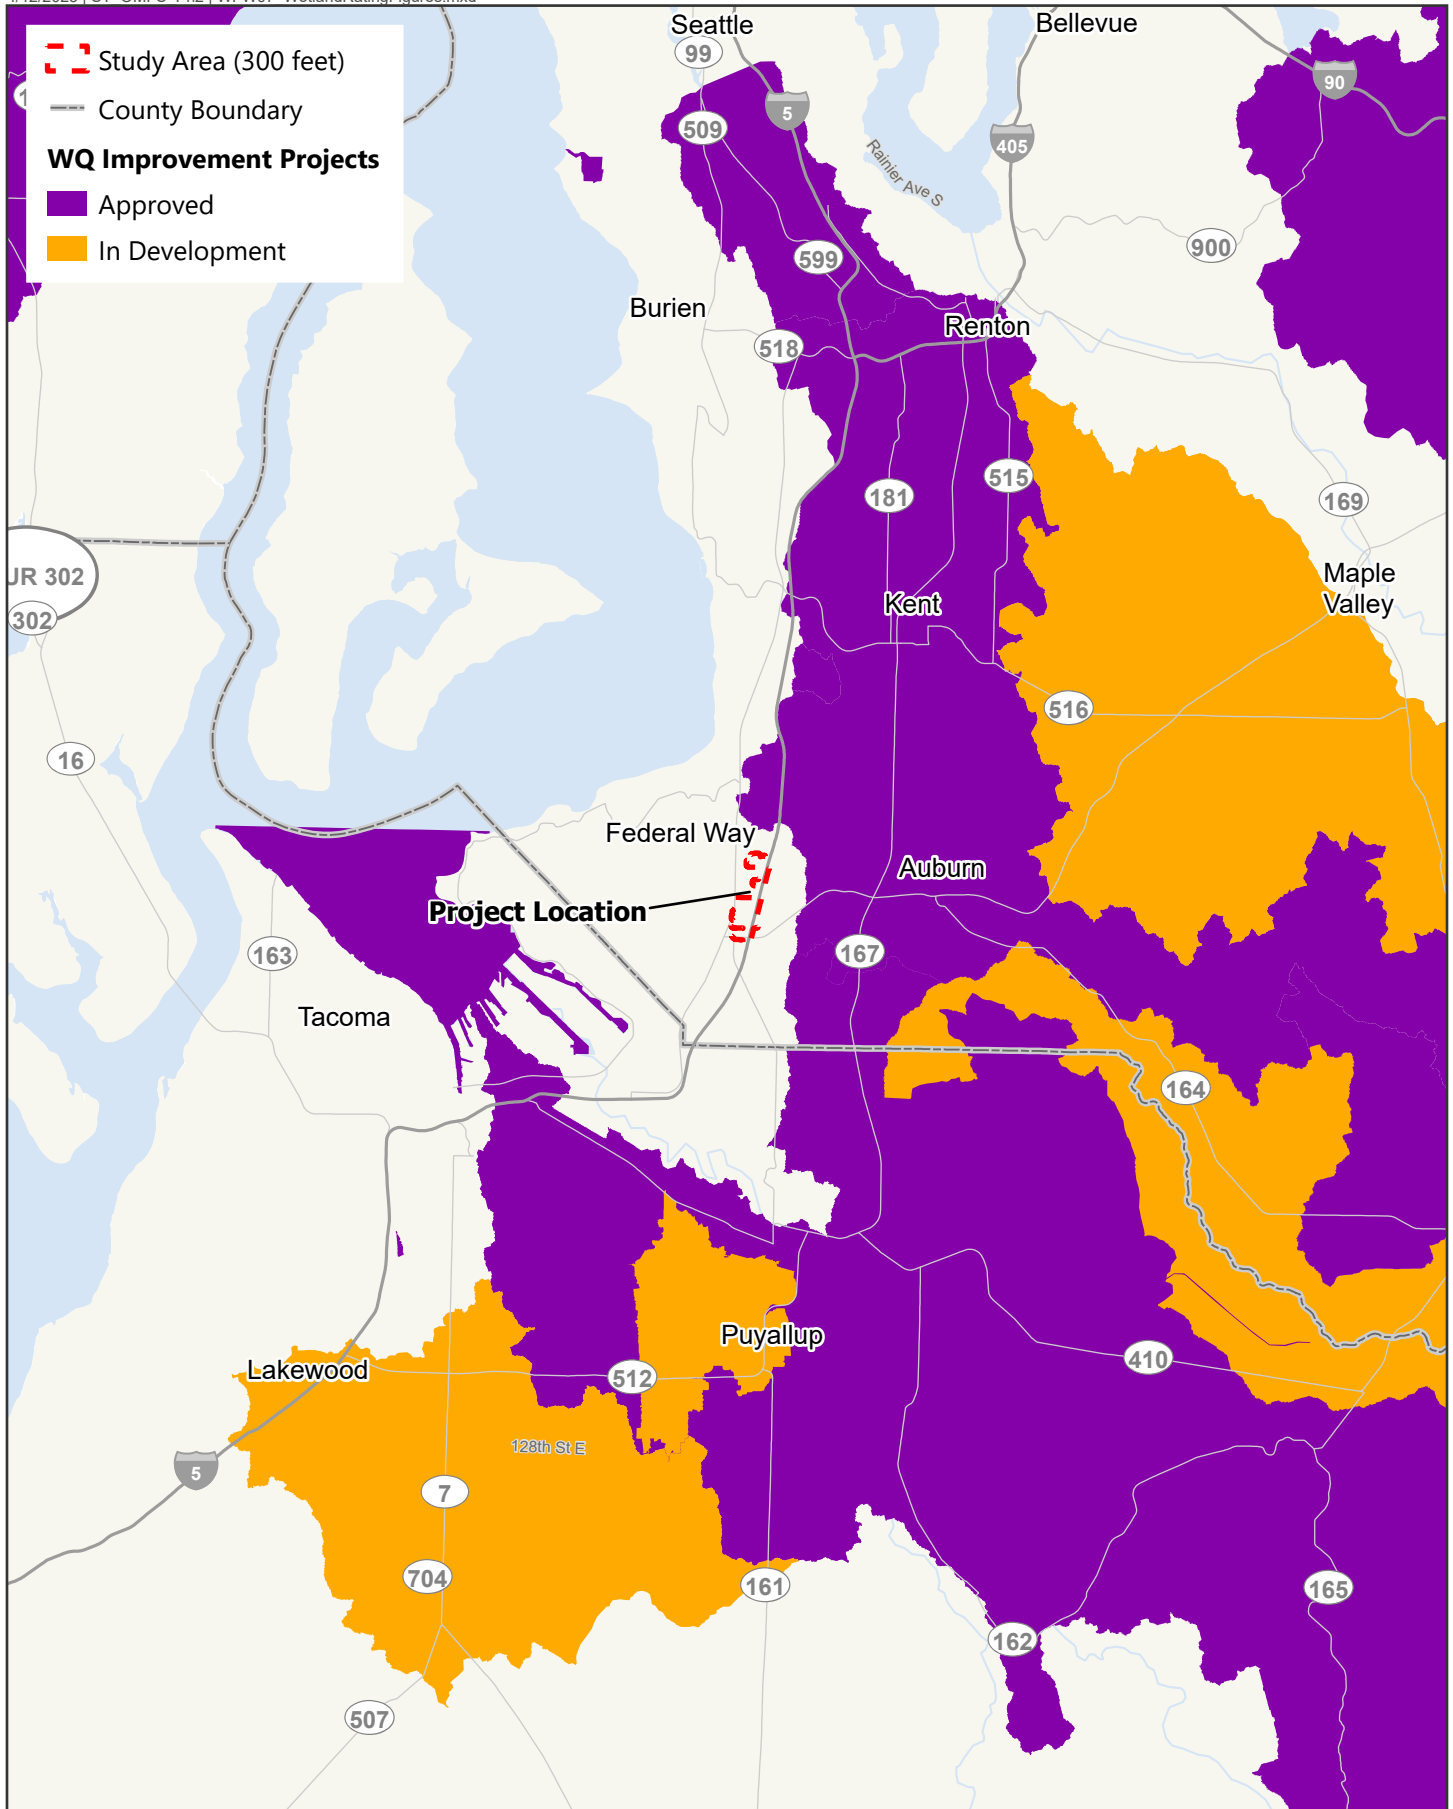 Study Area (300 feet)
County Boundary
WQ Improvement Projects
Approved
In Development
Seattle
Bellevue
99
5
90
509
405
Rainier Ave S
900
599
Burien
Renton
518
515
181
169
UR 302
302
Maple
Valley
Kent
516
16
Federal Way
Auburn
Project Location
163
167
Tacoma
164
Puyallup
410
Lakewood
512
128th St E
5
7
704
161
165
162
507